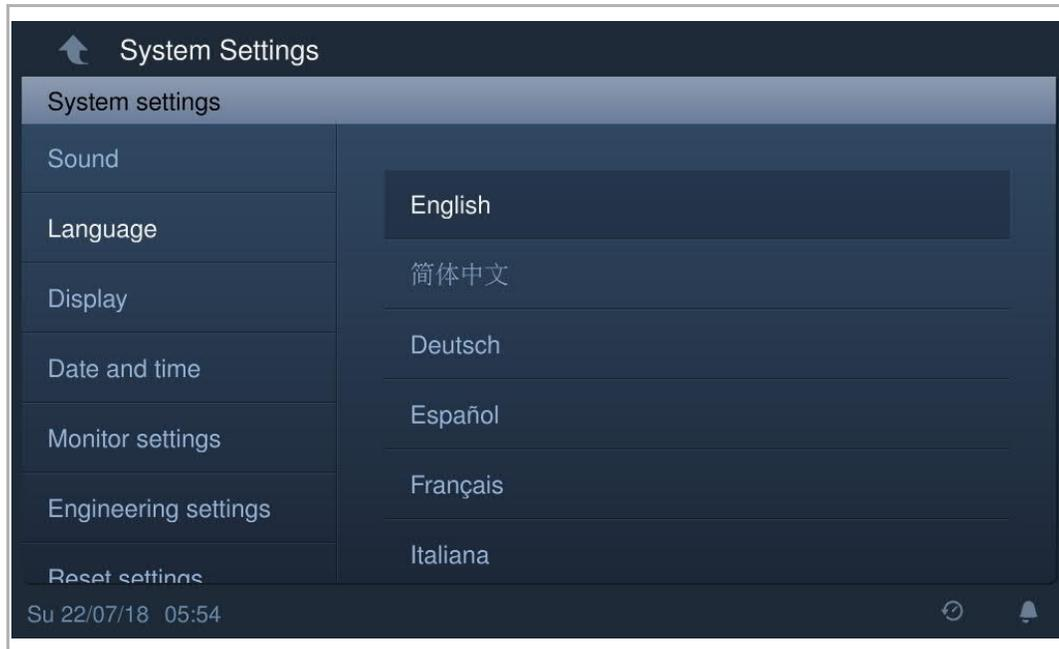 System Settings
System settings
Sound
Language
Display
Date and time
Monitor settings
Engineering settings
Reset settings
English
简体中文
Deutsch
Español
Français
Italiana
Su 22/07/18 05:54